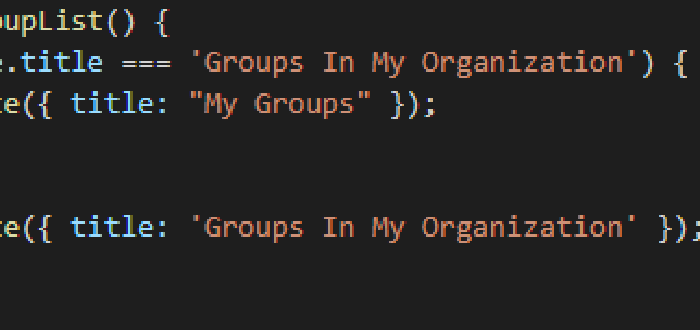 oupList() {
e.title === 'Groups In My Organization') {
te({ title: "My Groups" });
te({ title: 'Groups In My Organization' });